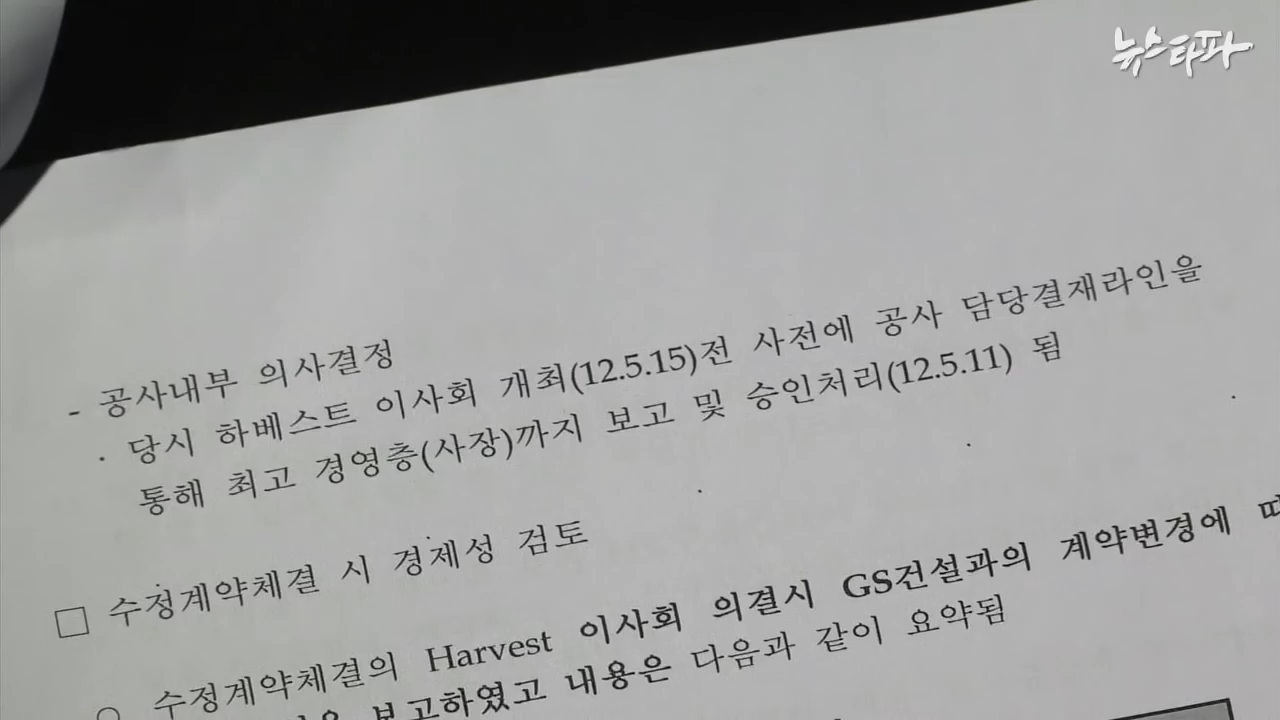 뉴스타파
- 공사내부 의사결정
· 당시 하베스트 이사회 개최(12.5.15)전 사전에 공사 담당결재라인을
통해 최고 경영층(사장)까지 보고 및 승인처리(12.5.11) 됨
□ 수정계약체결 시 경제성 검토
○ 수정계약체결의 Harvest 이사회 의결시 GS건설과의 계약변경에
보고하였고 내용은 다음과 같이 요약됨